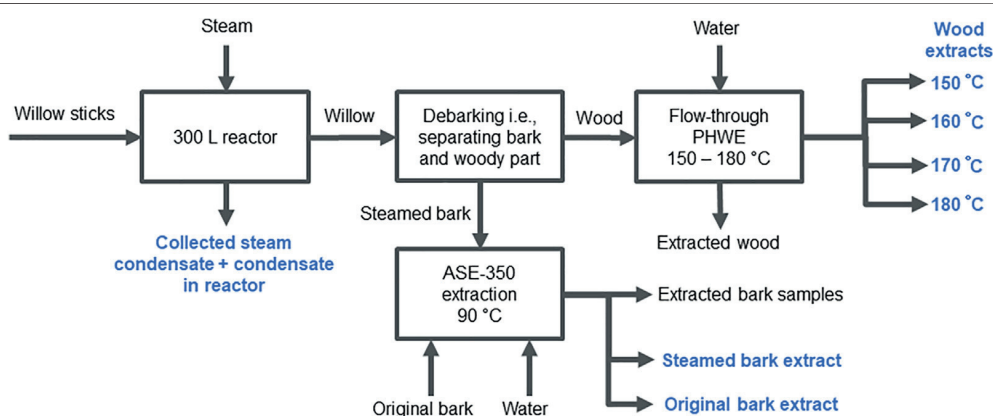 Steam
Water
Wood
extracts
Willow sticks
300 L reactor
Willow
Debarking i.e.,
separating bark
and woody part
Wood
Flow-through
PHWE
150 – 180 °C
150 °C
160 °C
170 °C
180 °C
Collected steam
condensate + condensate
in reactor
Steamed bark
Extracted wood
ASE-350
extraction
90 °C
Extracted bark samples
Steamed bark extract
Original bark extract
Original bark
Water